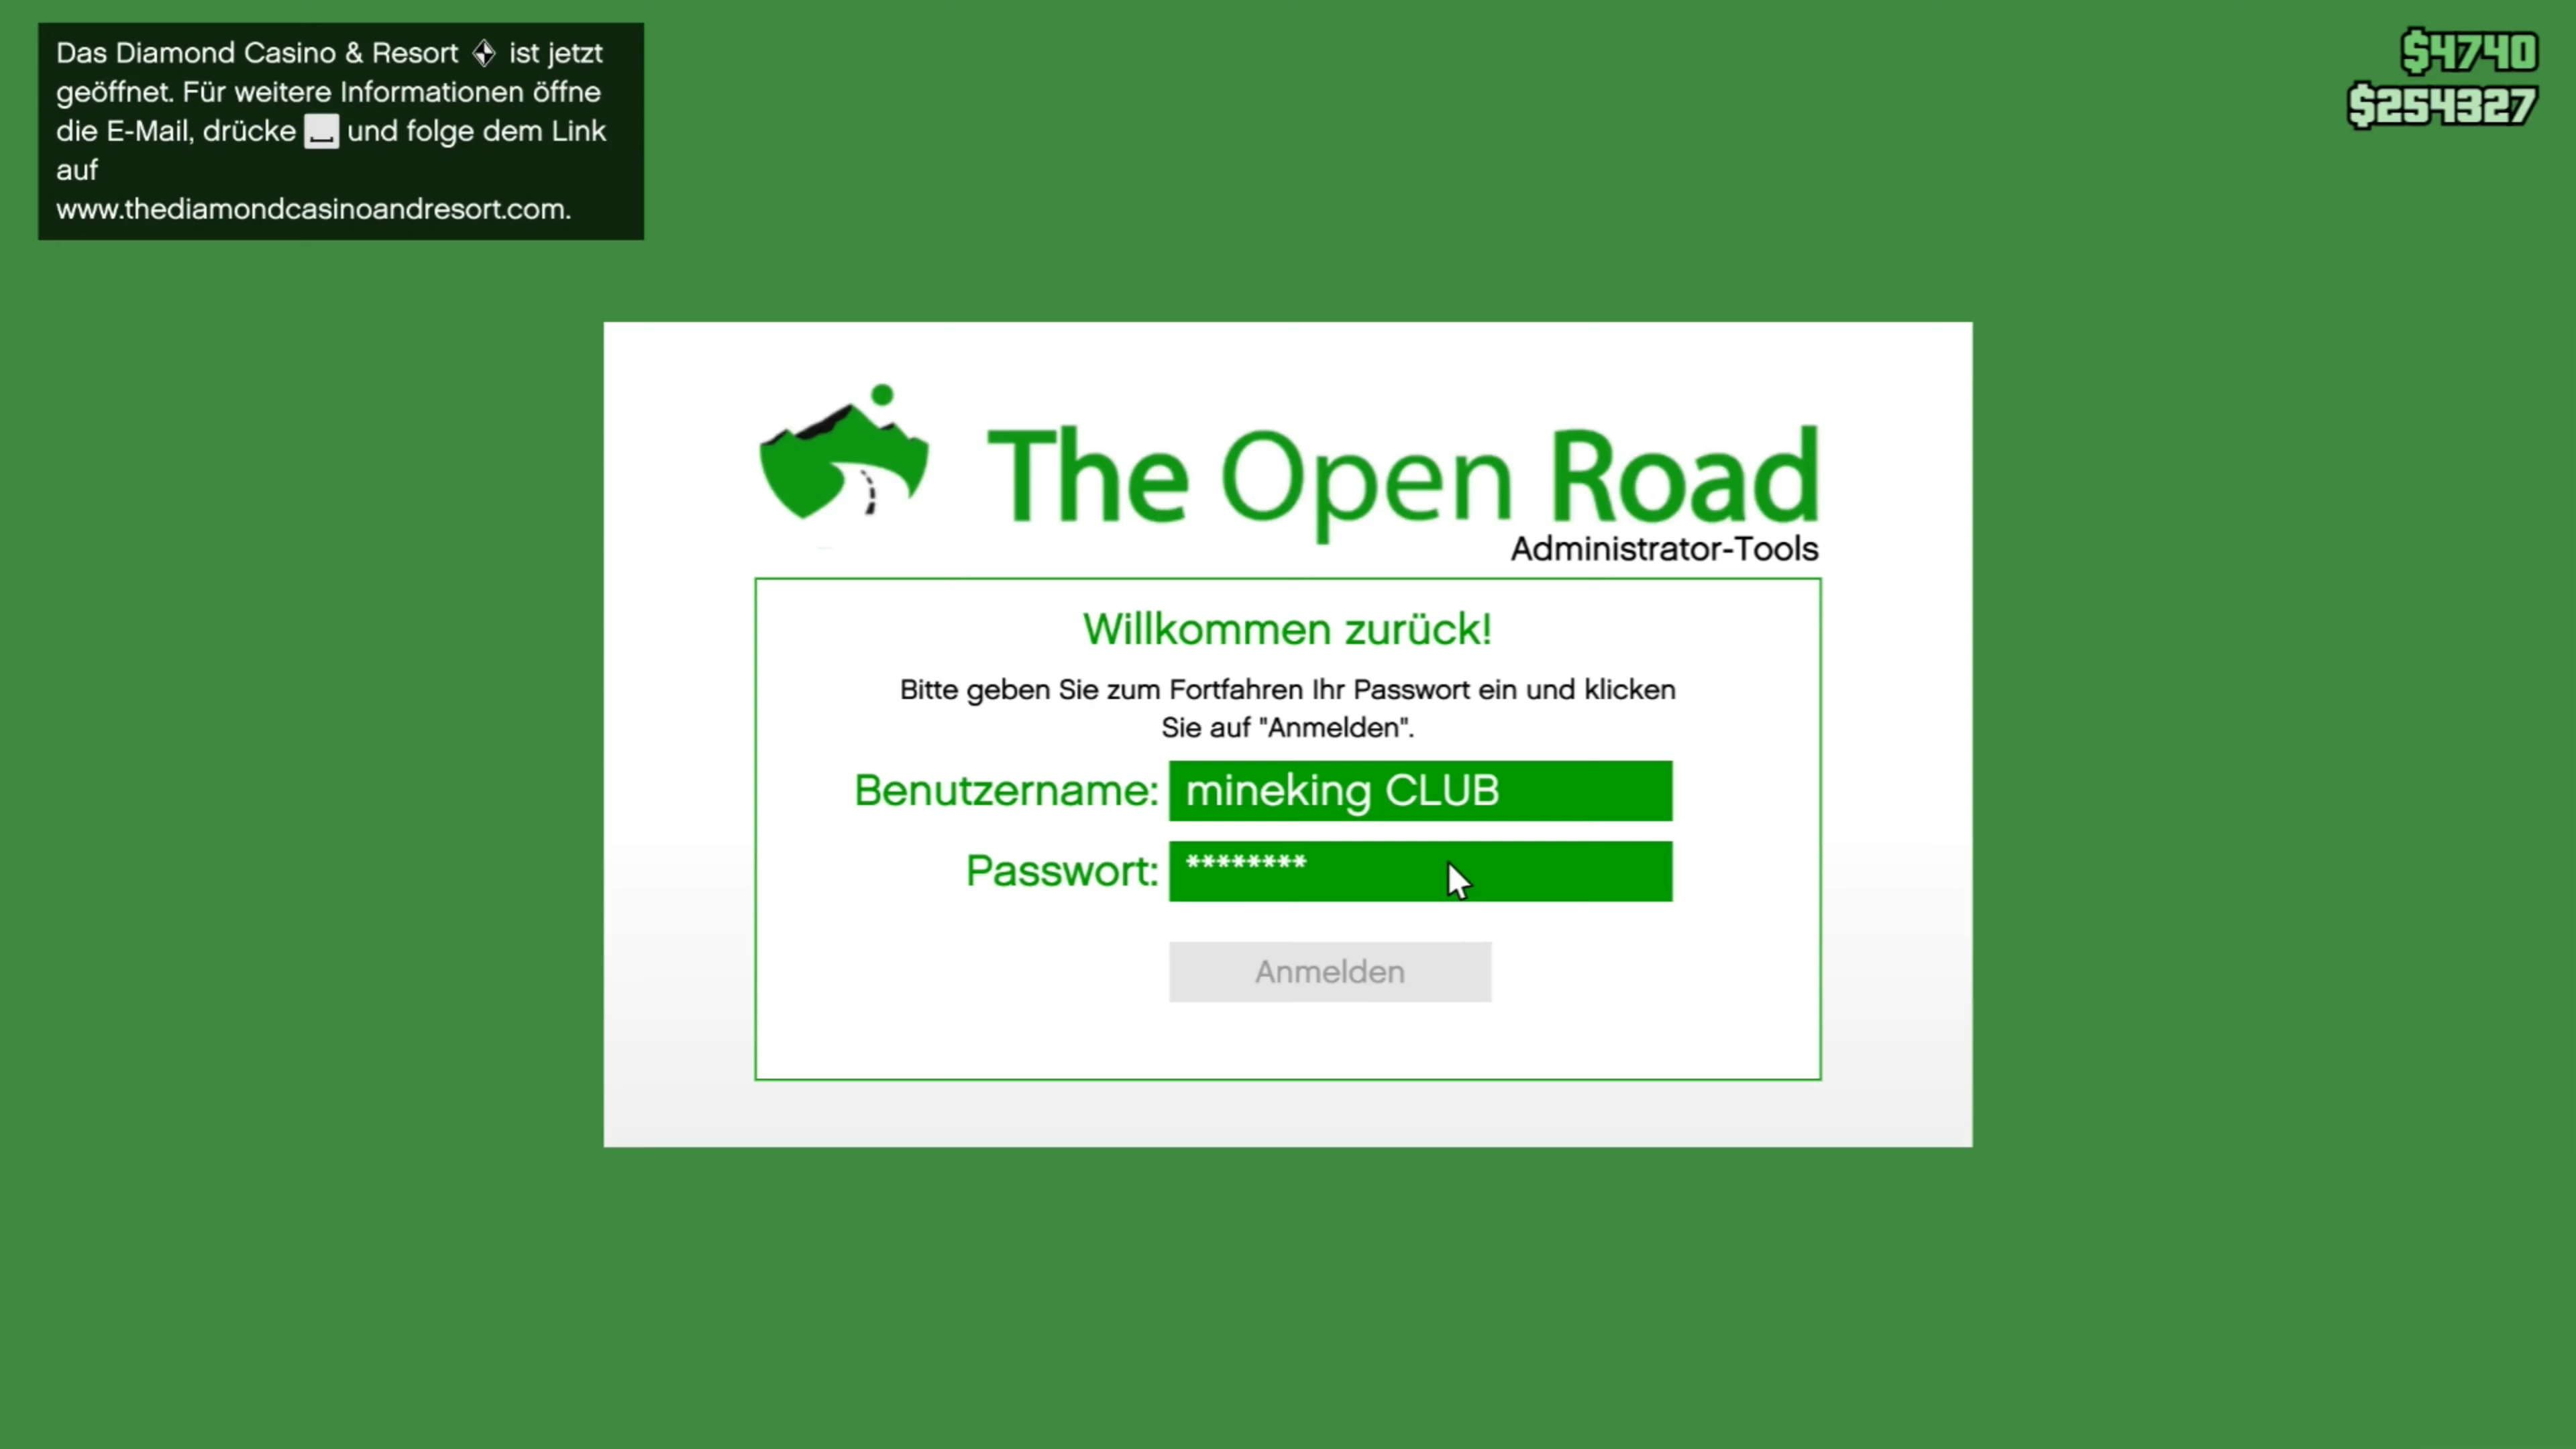 Das Diamond Casino & Resort ist jetzt
geöffnet. Für weitere Informationen öffne
die E-Mail, drücke und folge dem Link
auf
www.thediamondcasinoandresort.com.
$4740
$254327
The Open Road
Administrator-Tools
Willkommen zurück!
Bitte geben Sie zum Fortfahren Ihr Passwort ein und klicken
Sie auf "Anmelden".
Benutzername: mineking CLUB
Passwort: ********
Anmelden